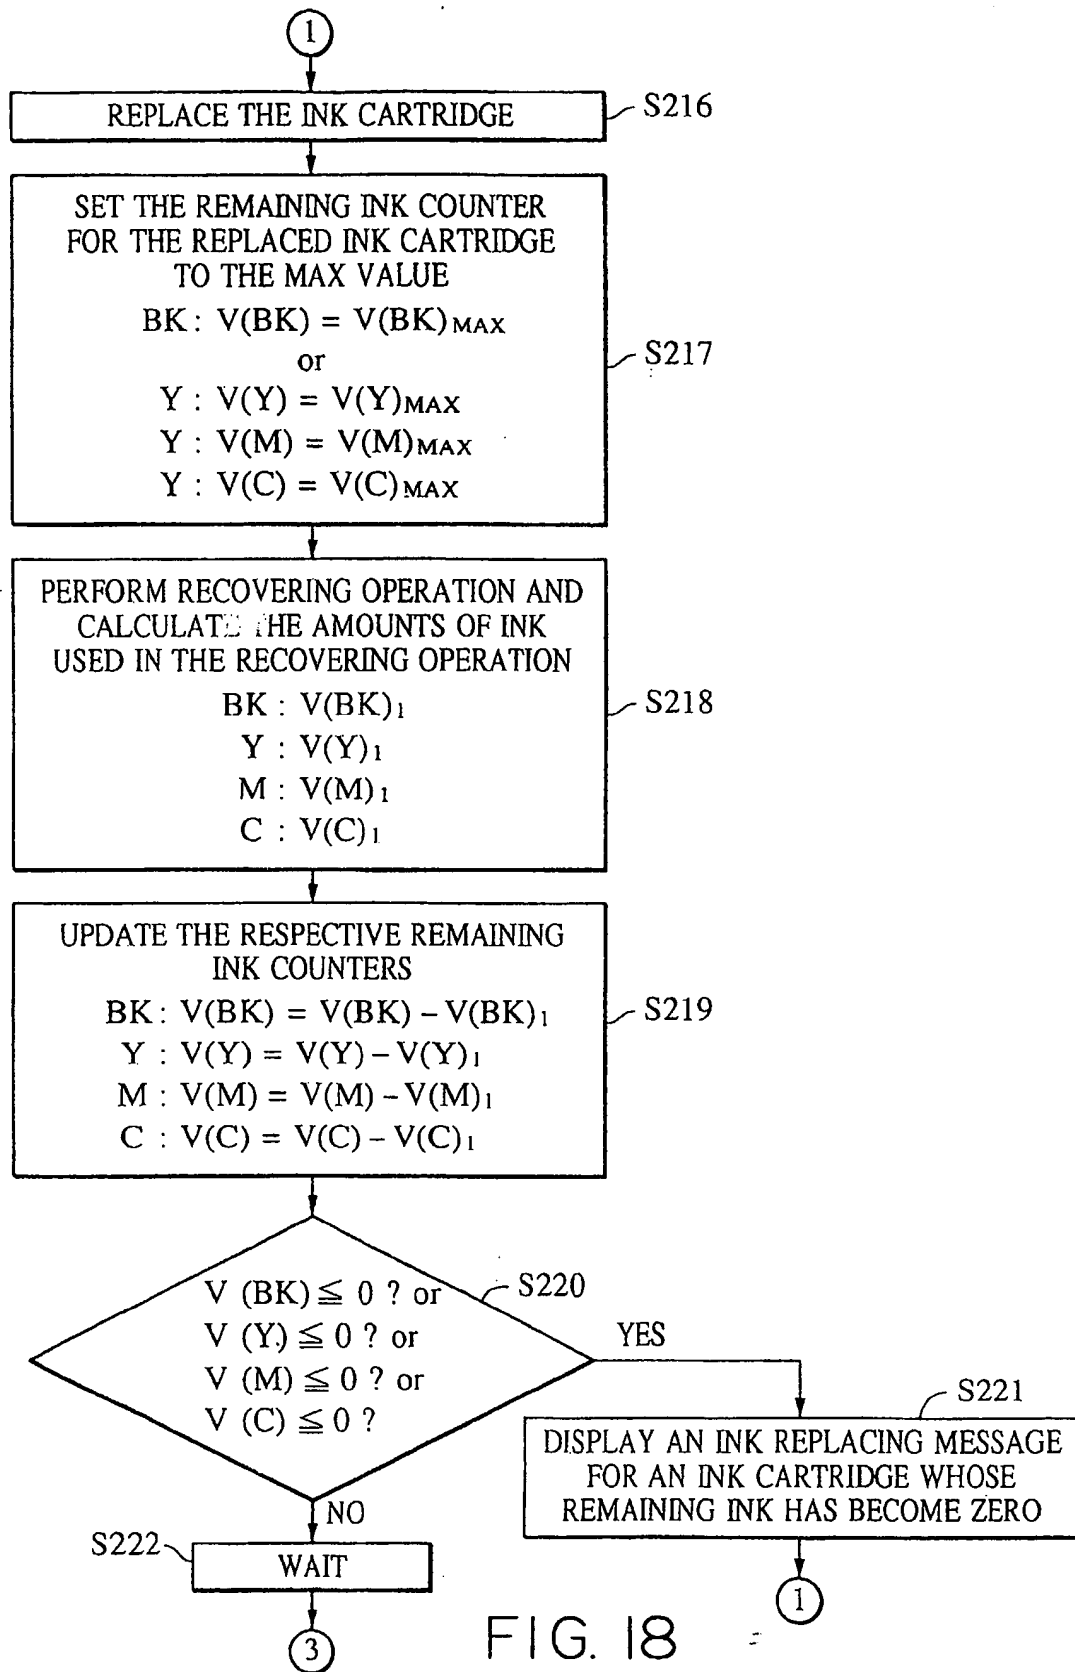 1
REPLACE THE INK CARTRIDGE
S216
SET THE REMAINING INK COUNTER
FOR THE REPLACED INK CARTRIDGE
TO THE MAX VALUE
BK : V(BK) = V(BK)MAX
or
Y : V(Y) = V(Y)MAX
Y : V(M) = V(M)MAX
Y : V(C) = V(C)MAX
S217
PERFORM RECOVERING OPERATION AND
THE AMOUNTS OF INK
USED IN THE RECOVERING OPERATION
BK : V(BK)1
Y : V(Y)1
M : V(M)1
C : V(C)1
S218
UPDATE THE RESPECTIVE REMAINING
INK COUNTERS
BK : V(BK) = V(BK) – V(BK)1
Y : V(Y) = V(Y) – V(Y)1
M : V(M) = V(M) – V(M)1
C : V(C) = V(C) – V(C)1
S219
V (BK) ≦ 0 ? or
V (Y) ≦ 0 ? or
V (M) ≦ 0 ? or
V (C) ≦ 0 ?
S220
YES
S221
DISPLAY AN INK REPLACING MESSAGE
FOR AN INK CARTRIDGE WHOSE
REMAINING INK HAS BECOME ZERO
1
NO
S222
WAIT
3
FIG. 18